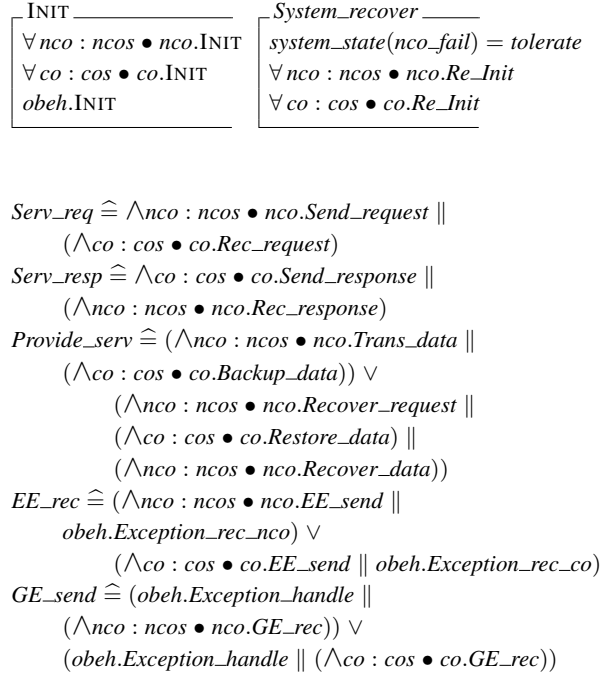 INIT
∀ nco : ncos • nco.INIT
∀ co : cos • co.INIT
obeh.INIT
System_recover
system_state(nco_fail) = tolerate
∀ nco : ncos • nco.Re_Init
∀ co : cos • co.Re_Init
Serv_req ≙ ⋀nco : ncos • nco.Send_request ∥
(⋀co : cos • co.Rec_request)
Serv_resp ≙ ⋀co : cos • co.Send_response ∥
(⋀nco : ncos • nco.Rec_response)
Provide_serv ≙ (⋀nco : ncos • nco.Trans_data ∥
(⋀co : cos • co.Backup_data)) ∨
(⋀nco : ncos • nco.Recover_request ∥
(⋀co : cos • co.Restore_data) ∥
(⋀nco : ncos • nco.Recover_data))
EE_rec ≙ (⋀nco : ncos • nco.EE_send ∥
obeh.Exception_rec_nco) ∨
(⋀co : cos • co.EE_send ∥ obeh.Exception_rec_co)
GE_send ≙ (obeh.Exception_handle ∥
(⋀nco : ncos • nco.GE_rec)) ∨
(obeh.Exception_handle ∥ (⋀co : cos • co.GE_rec))